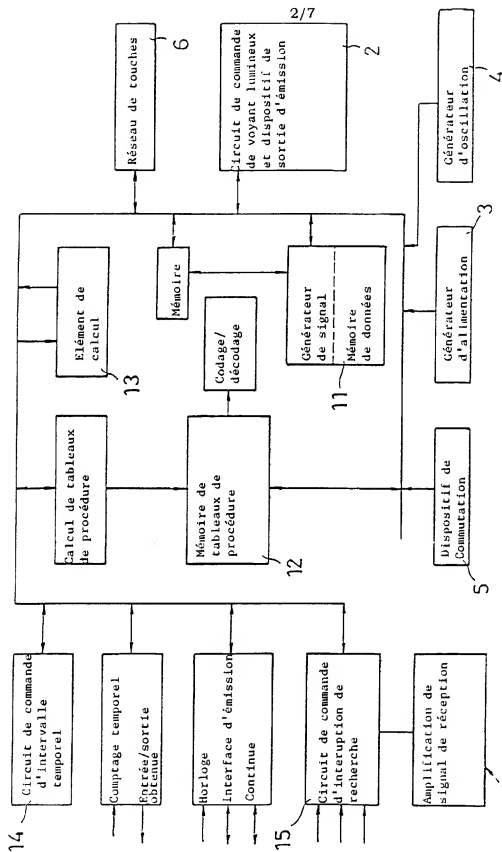 2/7
14
Circuit de commande
d'intervalle
temporel
Comptage temporel
Entrée/sortie
obtenue
Horloge
Interface d'émission
Continue
15
Circuit de commande
d'interuption de
recherche
Amplification de
signal de réception
Calcul de tableaux
de procédure
Mémoire de
tableaux de
procédure
12
Codage/
décodage
Elément de
calcul
13
Mémoire
Générateur
de signal
Mémoire
de données
11
Réseau de touches
6
Circuit de commande
de voyant lumineux
et dispositif de
sortie d'émission
2
Dispositif de
Commutation
5
Générateur
d'alimentation
3
Générateur
d'oscillation
4